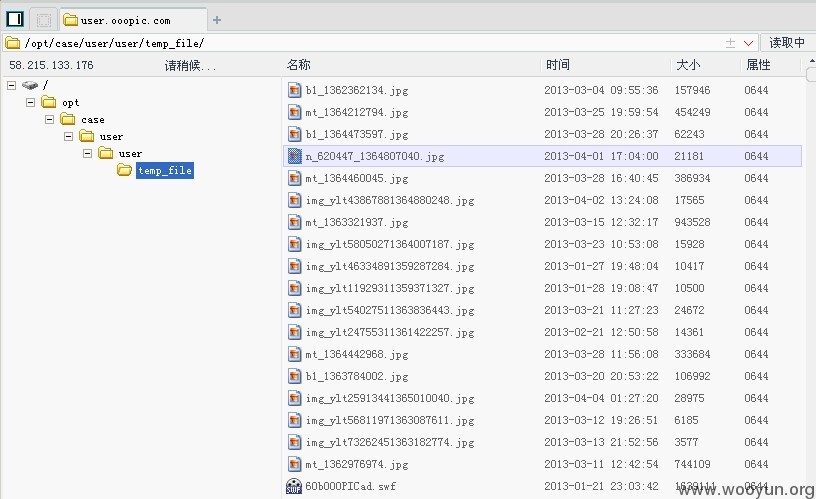 user.ooopic.com
/opt/case/user/user/temp_file/ 读取中
58.215.133.176 请稍候... 名称 时间 大小 属性
/
opt
case
user
user
temp_file
b1_1362362134.jpg 2013-03-04 09:55:36 157946 0644
mt_1364212794.jpg 2013-03-25 19:59:54 454249 0644
b1_1364473597.jpg 2013-03-28 20:26:37 62243 0644
n_620447_1364807040.jpg 2013-04-01 17:04:00 21181 0644
mt_1364460045.jpg 2013-03-28 16:40:45 386934 0644
img_ylt43867881364880248.jpg 2013-04-02 13:24:08 17565 0644
mt_1363321937.jpg 2013-03-15 12:32:17 943528 0644
img_ylt58050271364007187.jpg 2013-03-23 10:53:08 15928 0644
img_ylt46334891359287284.jpg 2013-01-27 19:48:04 10417 0644
img_ylt11929311359371327.jpg 2013-01-28 19:08:47 10500 0644
img_ylt54027511363836443.jpg 2013-03-21 11:27:23 24672 0644
img_ylt24755311361422257.jpg 2013-02-21 12:50:58 14361 0644
mt_1364442968.jpg 2013-03-28 11:56:08 333684 0644
b1_1363784002.jpg 2013-03-20 20:53:22 106992 0644
img_ylt25913441365010040.jpg 2013-04-04 01:27:20 28975 0644
img_ylt56811971363087611.jpg 2013-03-12 19:26:51 6185 0644
img_ylt73262451363182774.jpg 2013-03-13 21:52:56 3577 0644
mt_1362976974.jpg 2013-03-11 12:42:54 744109 0644
60b000PICad.swf 2013-01-21 23:03:42 1639111 0644
www.wooyun.org